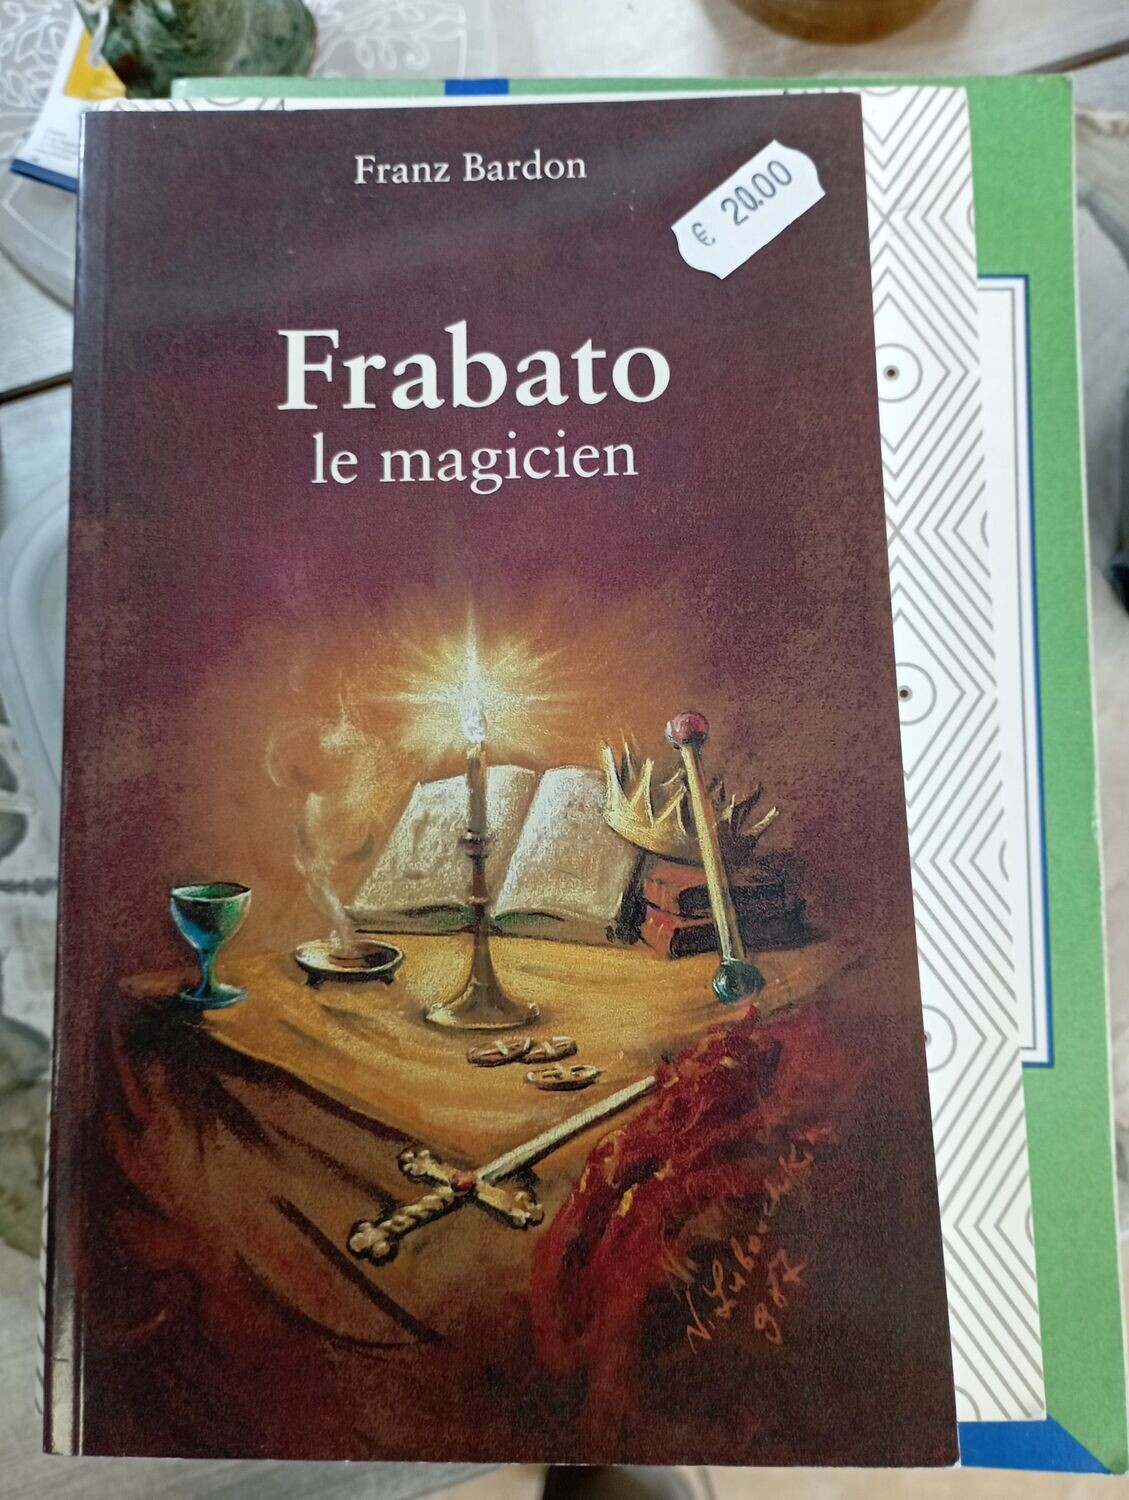 Franz Bardon
€ 20.00
Frabato
le magicien